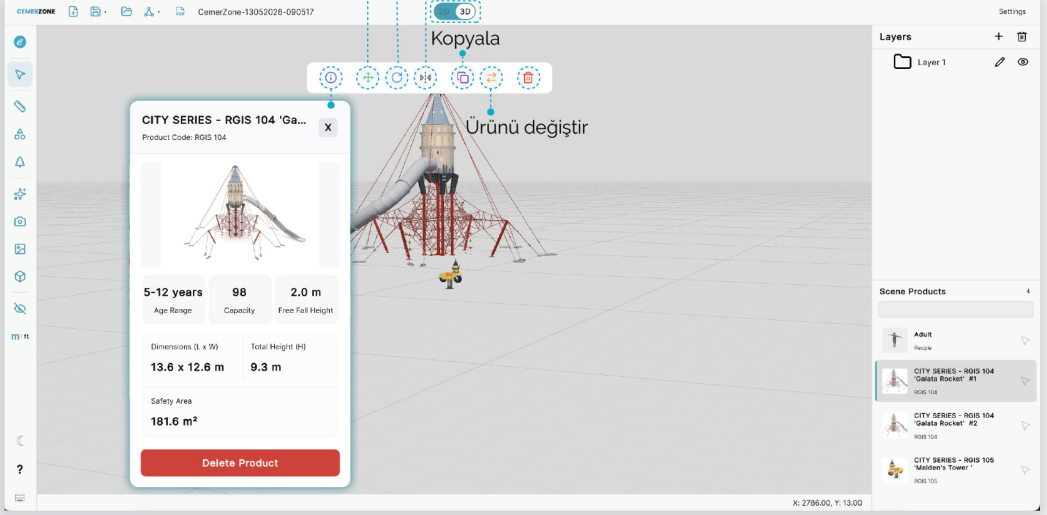 CEMERZONE
PDF
CemerZone-13052026-090517
2D 3D
Settings
Kopyala
Ürünü değiştir
CITY SERIES - RGIS 104 'Ga...
X
Product Code: RGIS 104
5-12 years
Age Range
98
Capacity
2.0 m
Free Fall Height
Dimensions (L x W)
13.6 x 12.6 m
Total Height (H)
9.3 m
Safety Area
181.6 m²
Delete Product
m/ft
?
Layers
Layer 1
Scene Products
4
Adult
People
CITY SERIES - RGIS 104
'Galata Rocket' #1
RGIS 104
CITY SERIES - RGIS 104
'Galata Rocket' #2
RGIS 104
CITY SERIES - RGIS 105
'Maiden's Tower '
RGIS 105
X: 2786.00, Y: 13.00